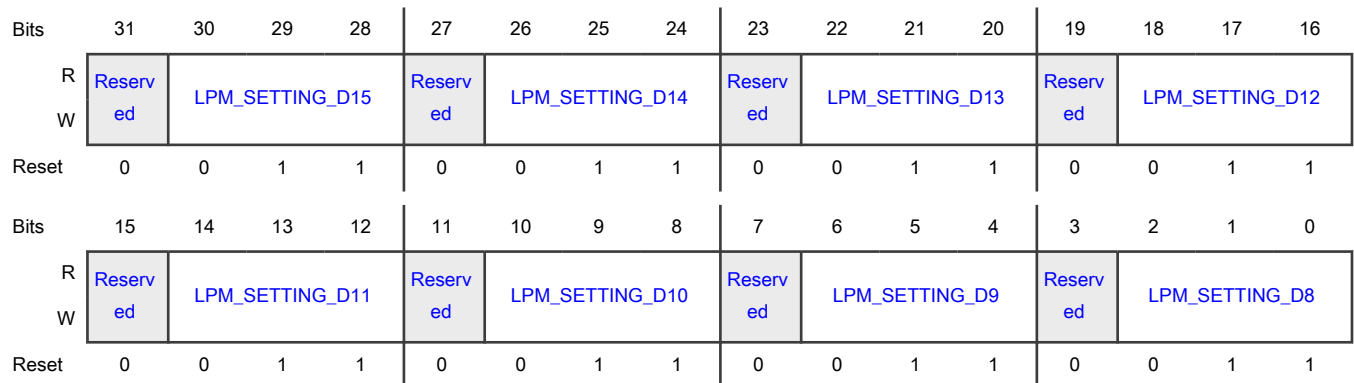 Bits 31 30 29 28 27 26 25 24 23 22 21 20 19 18 17 16
R
Reserv
ed LPM_SETTING_D15 Reserv
ed LPM_SETTING_D14 Reserv
ed LPM_SETTING_D13 Reserv
ed LPM_SETTING_D12
W
Reset 0 0 1 1 0 0 1 1 0 0 1 1 0 0 1 1
Bits 15 14 13 12 11 10 9 8 7 6 5 4 3 2 1 0
R
Reserv
ed LPM_SETTING_D11 Reserv
ed LPM_SETTING_D10 Reserv
ed LPM_SETTING_D9 Reserv
ed LPM_SETTING_D8
W
Reset 0 0 1 1 0 0 1 1 0 0 1 1 0 0 1 1